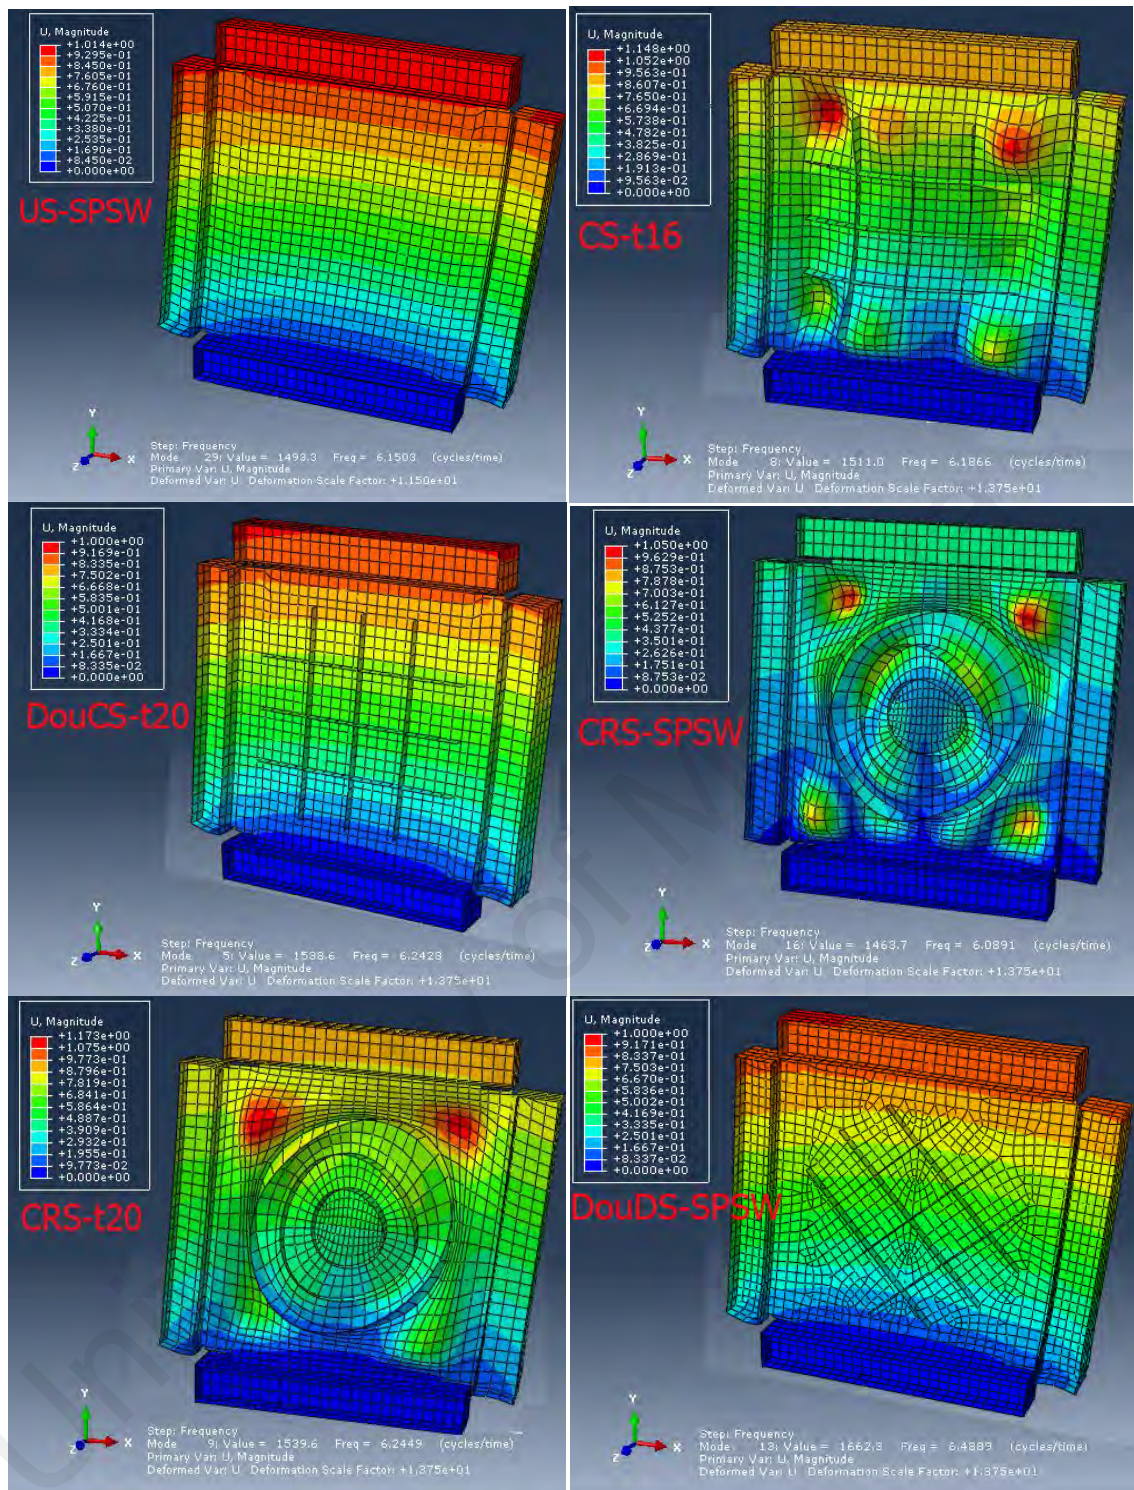 U, Magnitude
+1.014e+00
+9.295e-01
+8.450e-01
+7.605e-01
+6.760e-01
+5.915e-01
+5.070e-01
+4.225e-01
+3.380e-01
+2.535e-01
+1.690e-01
+8.450e-02
+0.000e+00
US-SPSW
Y
X
Z
Step: Frequency
Mode 29: Value = 1493.3 Freq = 6.1503 (cycles/time)
Primary Var: U, Magnitude
Deformed Var: U Deformation Scale Factor: +1.150e+01
U, Magnitude
+1.148e+00
+1.052e+00
+9.563e-01
+8.607e-01
+7.650e-01
+6.694e-01
+5.738e-01
+4.782e-01
+3.825e-01
+2.869e-01
+1.913e-01
+9.563e-02
+0.000e+00
CS-t16
Y
X
Z
Step: Frequency
Mode 8: Value = 1511.0 Freq = 6.1866 (cycles/time)
Primary Var: U, Magnitude
Deformed Var: U Deformation Scale Factor: +1.375e+01
U, Magnitude
+1.000e+00
+9.169e-01
+8.335e-01
+7.502e-01
+6.668e-01
+5.835e-01
+5.001e-01
+4.168e-01
+3.334e-01
+2.501e-01
+1.667e-01
+8.335e-02
+0.000e+00
DouCS-t20
Y
X
Z
Step: Frequency
Mode 5: Value = 1538.6 Freq = 6.2428 (cycles/time)
Primary Var: U, Magnitude
Deformed Var: U Deformation Scale Factor: +1.375e+01
U, Magnitude
+1.050e+00
+9.629e-01
+8.753e-01
+7.878e-01
+7.003e-01
+6.127e-01
+5.252e-01
+4.377e-01
+3.501e-01
+2.626e-01
+1.751e-01
+8.753e-02
+0.000e+00
CRS-SPSW
Y
X
Z
Step: Frequency
Mode 16: Value = 1463.7 Freq = 6.0891 (cycles/time)
Primary Var: U, Magnitude
Deformed Var: U Deformation Scale Factor: +1.375e+01
U, Magnitude
+1.173e+00
+1.075e+00
+9.773e-01
+8.796e-01
+7.819e-01
+6.841e-01
+5.864e-01
+4.887e-01
+3.909e-01
+2.932e-01
+1.955e-01
+9.773e-02
+0.000e+00
CRS-t20
Y
X
Z
Step: Frequency
Mode 9: Value = 1539.6 Freq = 6.2449 (cycles/time)
Primary Var: U, Magnitude
Deformed Var: U Deformation Scale Factor: +1.375e+01
U, Magnitude
+1.000e+00
+9.171e-01
+8.337e-01
+7.503e-01
+6.670e-01
+5.836e-01
+5.002e-01
+4.169e-01
+3.335e-01
+2.501e-01
+1.667e-01
+8.337e-02
+0.000e+00
DouDS-SPSW
Y
X
Z
Step: Frequency
Mode 13: Value = 1662.3 Freq = 6.4889 (cycles/time)
Primary Var: U, Magnitude
Deformed Var: U Deformation Scale Factor: +1.375e+01